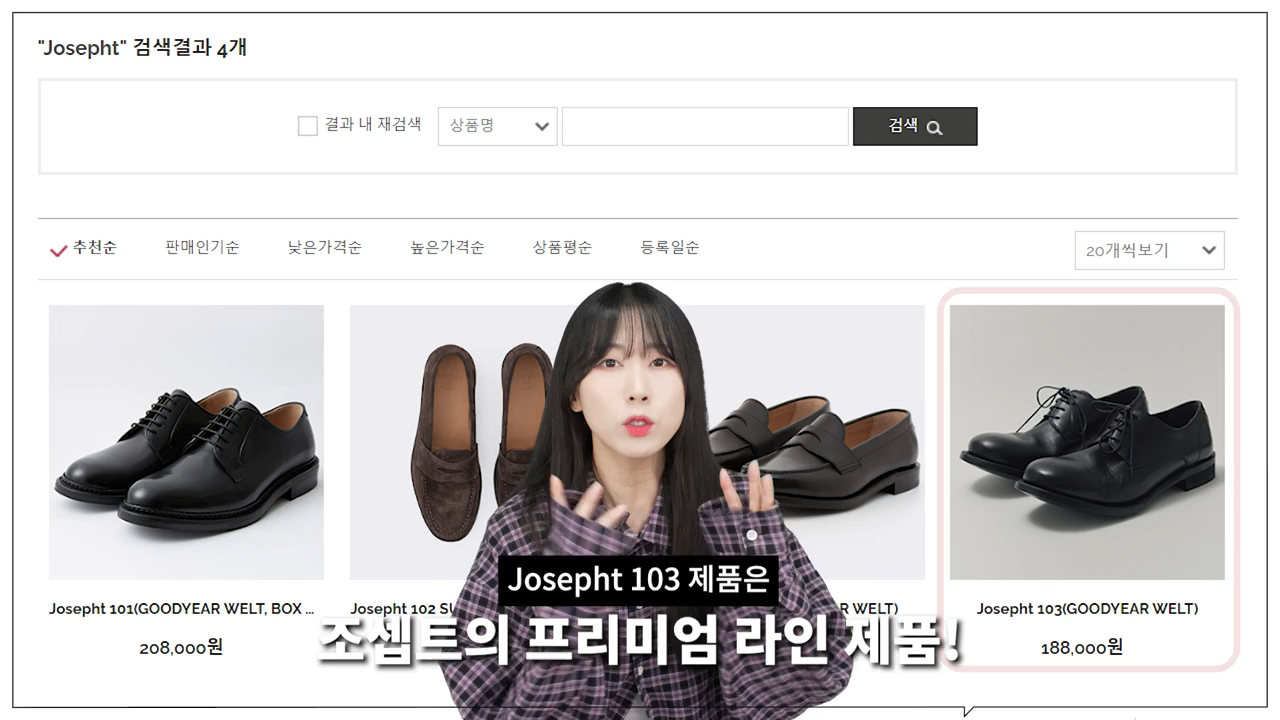 "Josepht" 검색결과 4개
결과 내 재검색
상품명
검색
추천순
판매인기순
낮은가격순
높은가격순
상품평순
등록일순
20개씩보기
Josepht 101(GOODYEAR WELT, BOX ...
Josepht 102
WELT)
Josepht 103(GOODYEAR WELT)
208,000원
188,000원
Josepht 103 제품은
조셉트의 프리미엄 라인 제품!